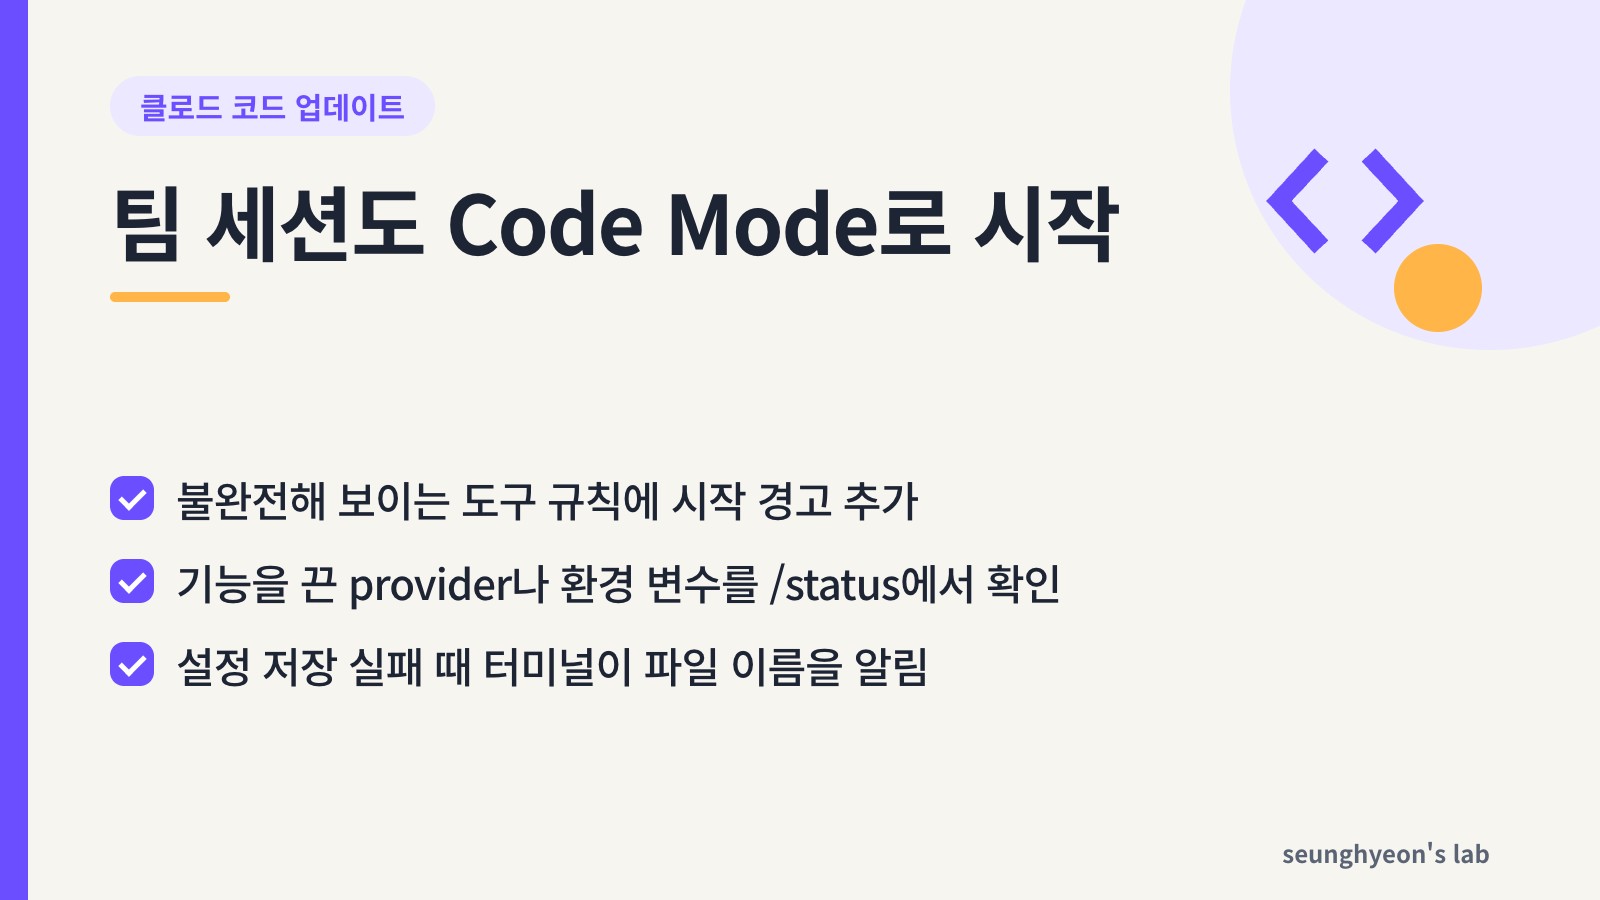 클로드 코드 업데이트
팀 세션도 Code Mode로 시작
불완전해 보이는 도구 규칙에 시작 경고 추가
기능을 끈 provider나 환경 변수를 /status에서 확인
설정 저장 실패 때 터미널이 파일 이름을 알림
seunghyeon's lab